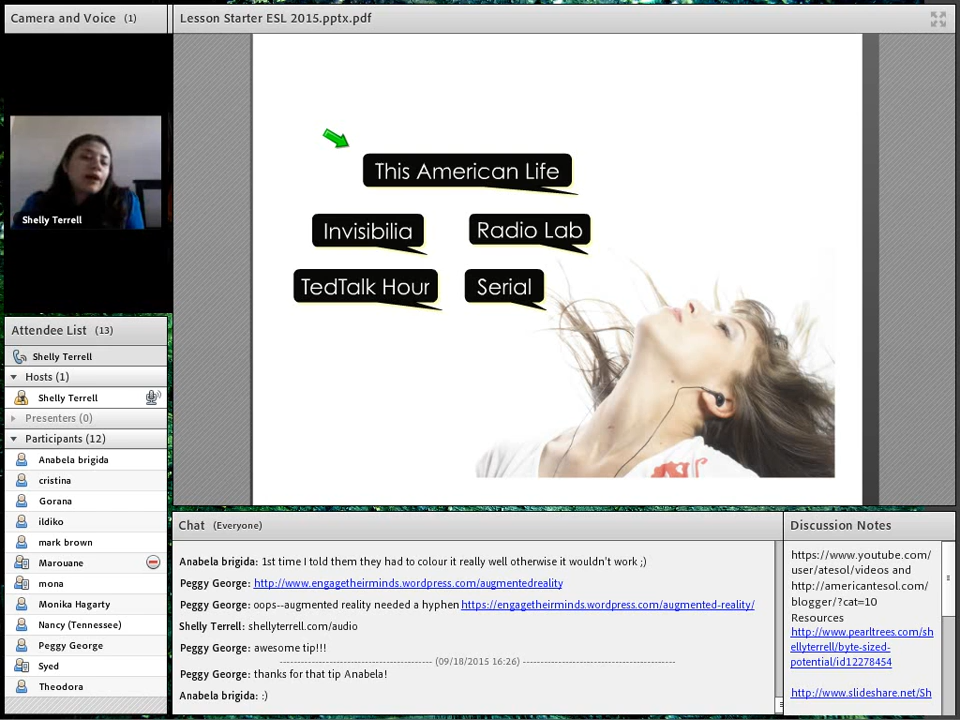 Camera and Voice (1)
Shelly Terrell
Attendee List (13)
Shelly Terrell
Hosts (1)
Shelly Terrell
Presenters (0)
Participants (12)
Anabela brigida
cristina
Gorana
ildiko
mark brown
Marouane
mona
Monika Hagarty
Nancy (Tennessee)
Peggy George
Syed
Theodora
Lesson Starter ESL 2015.pptx.pdf
This American Life
Invisibilia
Radio Lab
TedTalk Hour
Serial
Chat (Everyone)
Anabela brigida: 1st time I told them they had to colour it really well otherwise it wouldn't work ;)
Peggy George: http://www.engagetheirminds.wordpress.com/augmentedreality
Peggy George: oops--augmented reality needed a hyphen https://engagetheirminds.wordpress.com/augmented-reality/
Shelly Terrell: shellyterrell.com/audio
Peggy George: awesome tip!!!
(09/18/2015 16:26)
Peggy George: thanks for that tip Anabela!
Anabela brigida: :)
Discussion Notes
https://www.youtube.com/
user/atesol/videos and
http://americantesol.com/
blogger/?cat=10
Resources
http://www.pearltrees.com/sh
ellyterrell/byte-sized-
potential/id12278454
http://www.slideshare.net/Sh